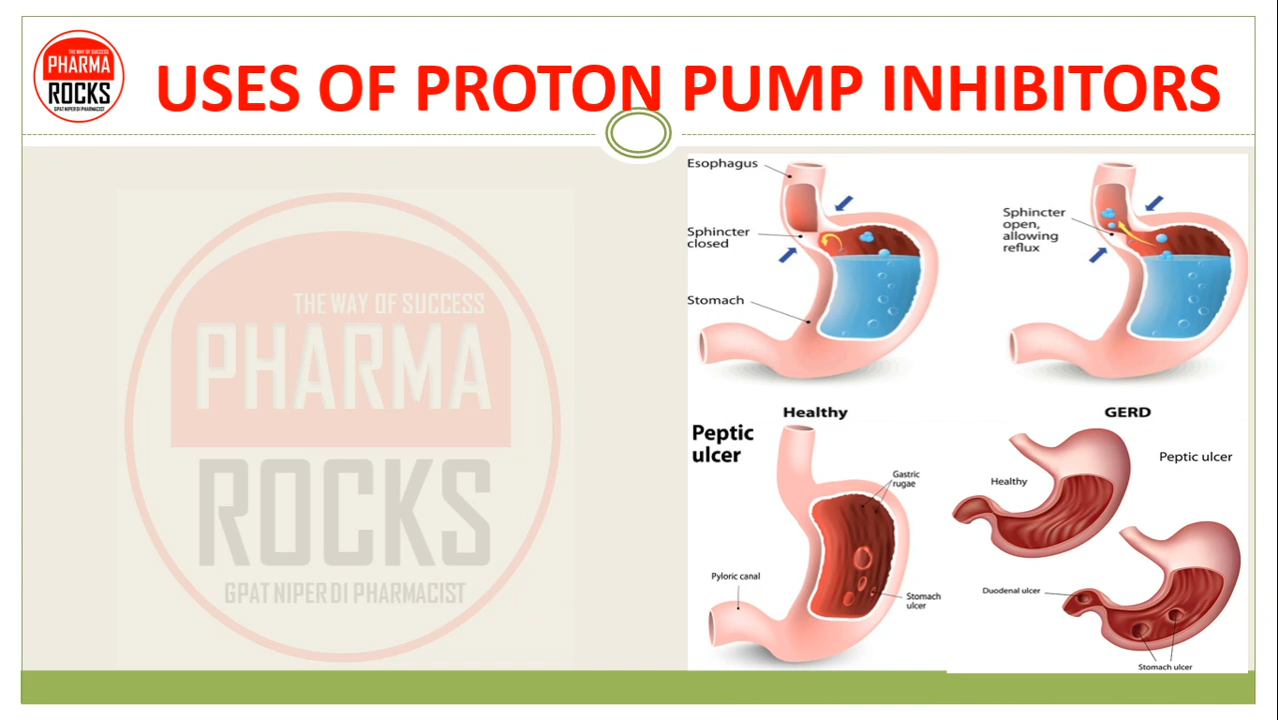 THE WAY OF SUCCESS
PHARMA
ROCKS
GPAT NIPER DI PHARMACIST
USES OF PROTON PUMP INHIBITORS
THE WAY OF SUCCESS
PHARMA
ROCKS
GPAT NIPER DI PHARMACIST
Esophagus
Sphincter
closed
Stomach
Healthy
Sphincter
open,
allowing
reflux
GERD
Peptic
ulcer
Gastric
rugae
Pyloric canal
Stomach
ulcer
Peptic ulcer
Healthy
Duodenal ulcer
Stomach ulcer